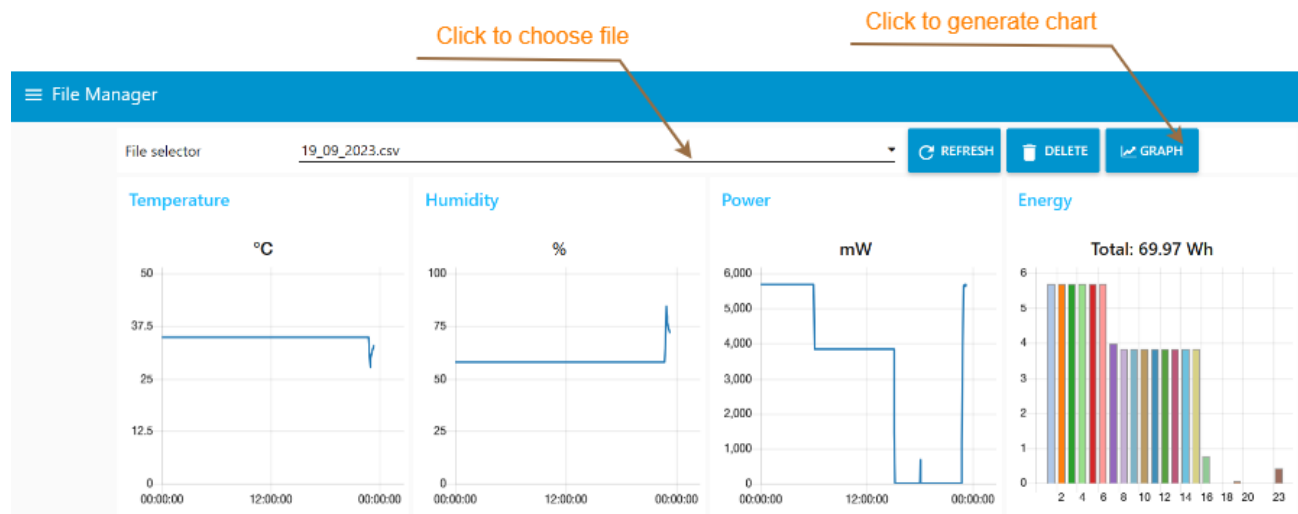 Click to choose file
Click to generate chart
File Manager
File selector
19_09_2023.csv
REFRESH
DELETE
GRAPH
Temperature
°C
50
37.5
25
12.5
0
00:00:00 12:00:00 00:00:00
Humidity
%
100
75
50
25
0
00:00:00 12:00:00 00:00:00
Power
mW
6,000
5,000
4,000
3,000
2,000
1,000
0
00:00:00 12:00:00 00:00:00
Energy
Total: 69.97 Wh
6
5
4
3
2
1
0
2 4 6 8 10 12 14 16 18 20 23